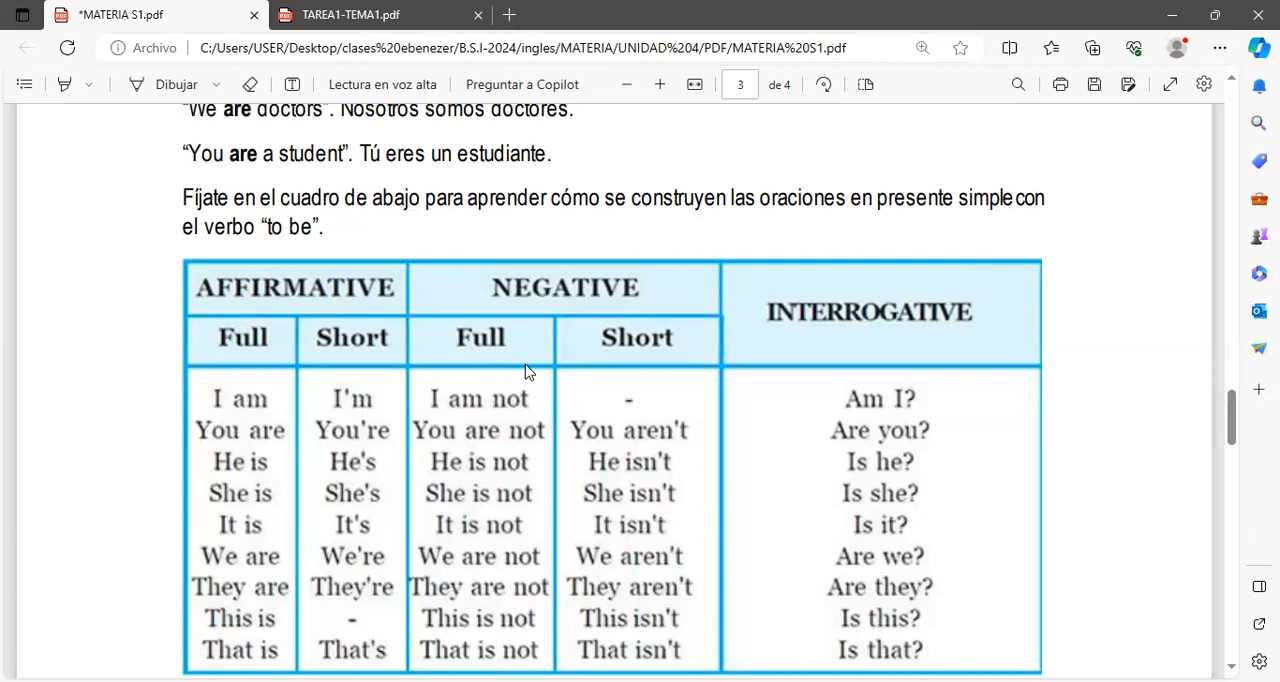 *MATERIA S1.pdf
TAREA1-TEMA1.pdf
Archivo C:/Users/USER/Desktop/clases%20ebenezer/B.S.I-2024/ingles/MATERIA/UNIDAD%204/PDF/MATERIA%20S1.pdf
Dibujar Lectura en voz alta Preguntar a Copilot 3 de 4
"We are doctors". Nosotros somos doctores.
"You are a student". Tú eres un estudiante.
Fíjate en el cuadro de abajo para aprender cómo se construyen las oraciones en presente simple con
el verbo "to be".
AFFIRMATIVE NEGATIVE INTERROGATIVE
Full Short Full Short
I am I'm I am not - Am I?
You are You're You are not You aren't Are you?
He is He's He is not He isn't Is he?
She is She's She is not She isn't Is she?
It is It's It is not It isn't Is it?
We are We're We are not We aren't Are we?
They are They're They are not They aren't Are they?
This is - This is not This isn't Is this?
That is That's That is not That isn't Is that?